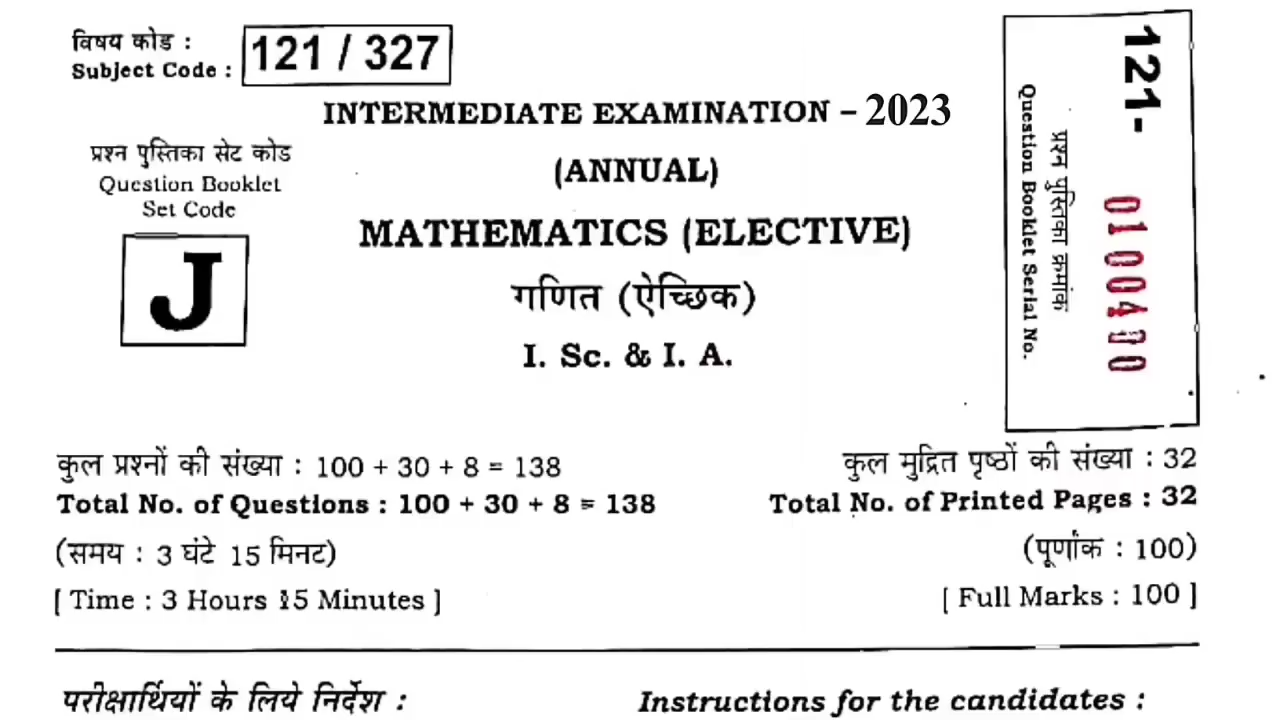 विषय कोड :
Subject Code :
121 / 327
INTERMEDIATE EXAMINATION – 2023
(ANNUAL)
MATHEMATICS (ELECTIVE)
गणित (ऐच्छिक)
I. Sc. & I. A.
प्रश्न पुस्तिका सेट कोड
Question Booklet
Set Code
J
121-
प्रश्न पुस्तिका क्रमांक
Question Booklet Serial No.
0100400
कुल प्रश्नों की संख्या : 100 + 30 + 8 = 138
Total No. of Questions : 100 + 30 + 8 = 138
(समय : 3 घंटे 15 मिनट)
[ Time : 3 Hours 15 Minutes ]
कुल मुद्रित पृष्ठों की संख्या : 32
Total No. of Printed Pages : 32
(पूर्णांक : 100)
[ Full Marks : 100 ]
परीक्षार्थियों के लिये निर्देश :
Instructions for the candidates :